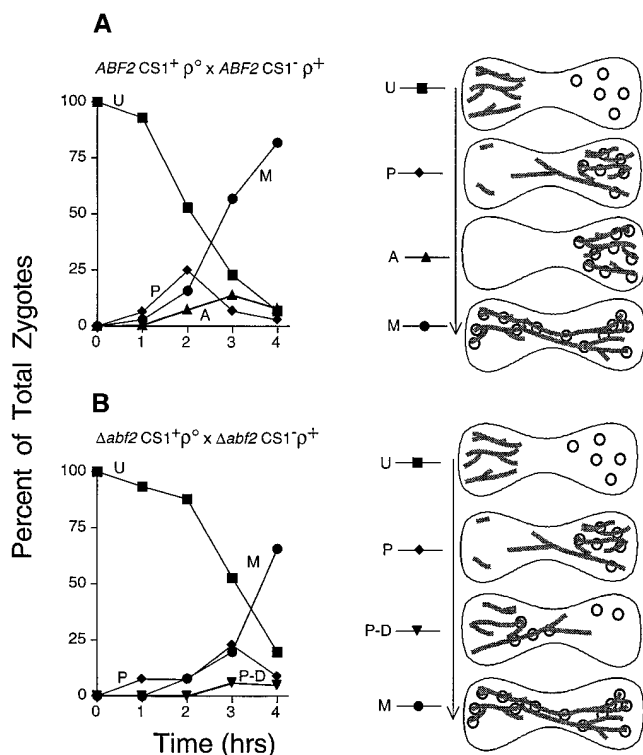 A
ABF2 CS1⁺ ρ° x ABF2 CS1⁻ ρ⁺
100
75
50
25
0
U
M
P
A
0 1 2 3 4
U
P
A
M
B
Δabf2 CS1⁺ρ° x Δabf2 CS1⁻ρ⁺
100
75
50
25
0
U
M
P
P-D
0 1 2 3 4
Time (hrs)
Percent of Total Zygotes
U
P
P-D
M